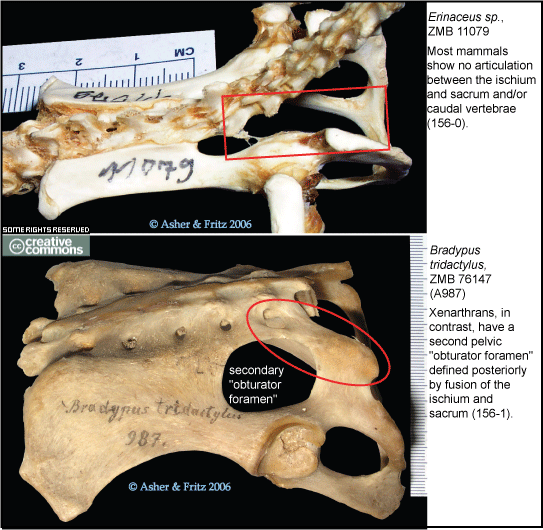 Erinaceus sp.,
ZMB 11079
Most mammals
show no articulation
between the ischium
and sacrum and/or
caudal vertebrae
(156-0).
CM
3
2
1
11079
© Asher & Fritz 2006
SOME RIGHTS RESERVED
cc creative
commons
Bradypus
tridactylus,
ZMB 76147
(A987)
Xenarthrans, in
contrast, have a
second pelvic
"obturator foramen"
defined posteriorly
by fusion of the
ischium and
sacrum (156-1).
secondary
"obturator
foramen"
Bradypus tridactylus
987.
© Asher & Fritz 2006